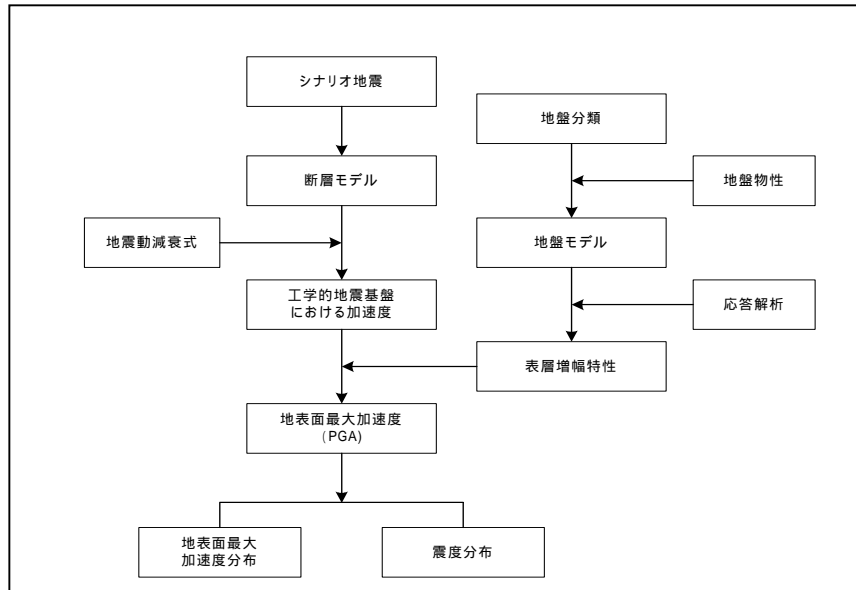 シナリオ地震
地盤分類
断層モデル
地盤物性
地震動減衰式
地盤モデル
工学的地震基盤
における加速度
応答解析
表層増幅特性
地表面最大加速度
(PGA)
地表面最大
加速度分布
震度分布